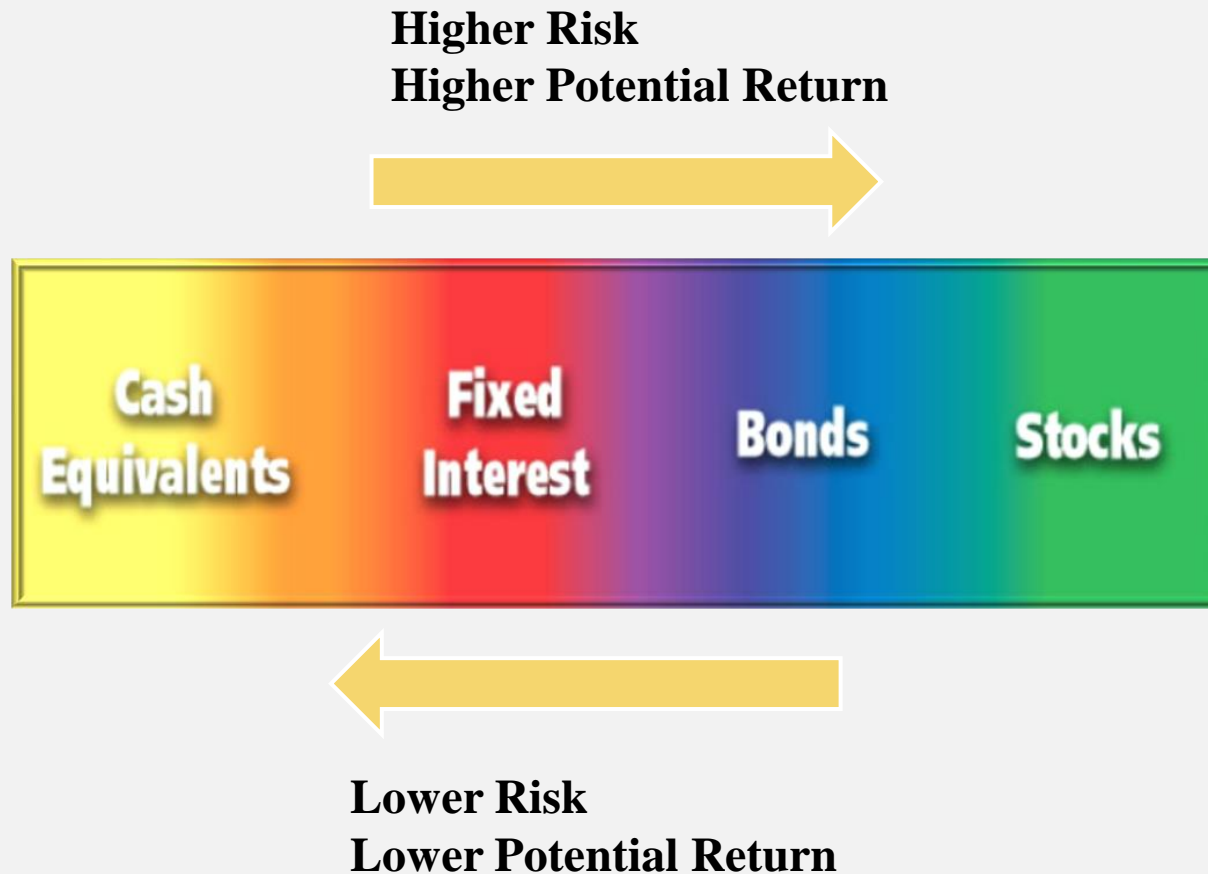 Higher Risk
Higher Potential Return
Cash
Equivalents
Fixed
Interest
Bonds
Stocks
Lower Risk
Lower Potential Return